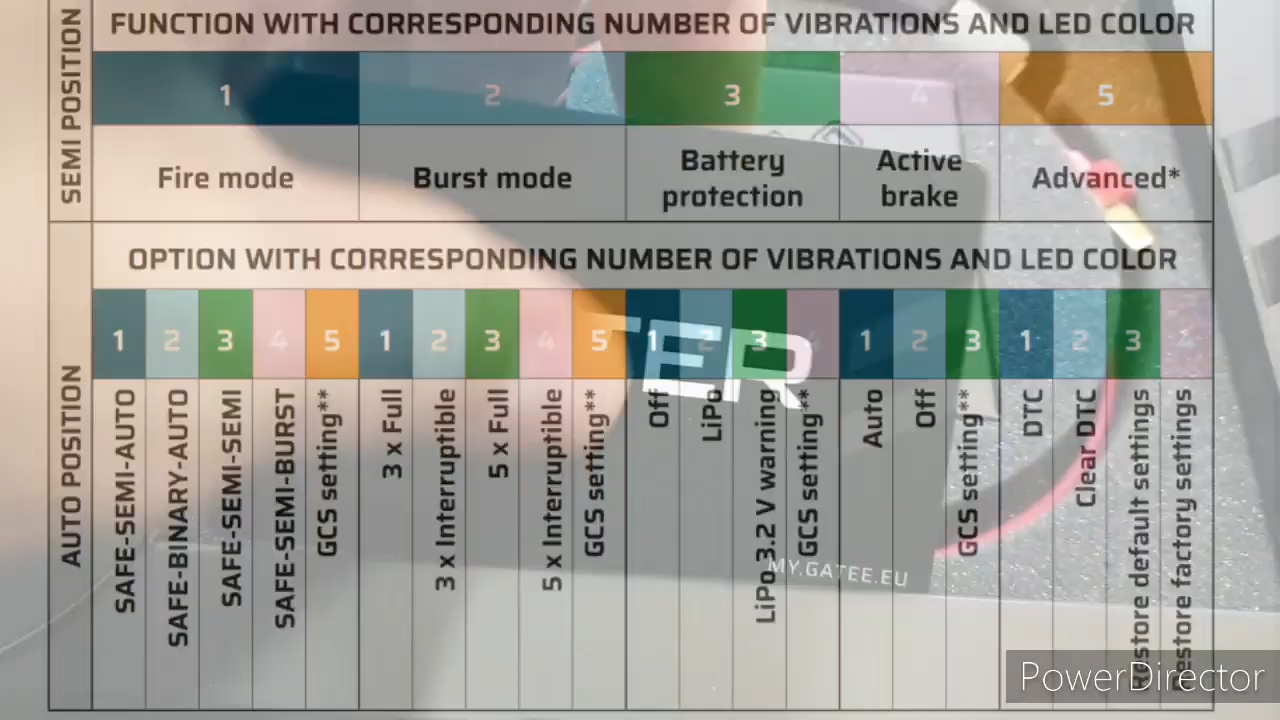 FUNCTION WITH CORRESPONDING NUMBER OF VIBRATIONS AND LED COLOR
SEMI POSITION
1 2 3 4 5
Fire mode
Burst mode
Battery
protection
Active
brake
Advanced*
OPTION WITH CORRESPONDING NUMBER OF VIBRATIONS AND LED COLOR
AUTO POSITION
1 2 3 4 5 1 2 3 4 5 1 2 3 4 1 2 3 1 2 3 4
SAFE-SEMI-AUTO
SAFE-BINARY-AUTO
SAFE-SEMI-SEMI
SAFE-SEMI-BURST
GCS setting**
3 x Full
3 x Interruptible
5 x Full
5 x Interruptible
GCS setting**
Off
LiPo
LiPo 3.2 V warning
GCS setting**
Auto
Off
GCS setting**
DTC
Clear DTC
Restore default settings
Restore factory settings
TER
MY.GATEE.EU
PowerDirector